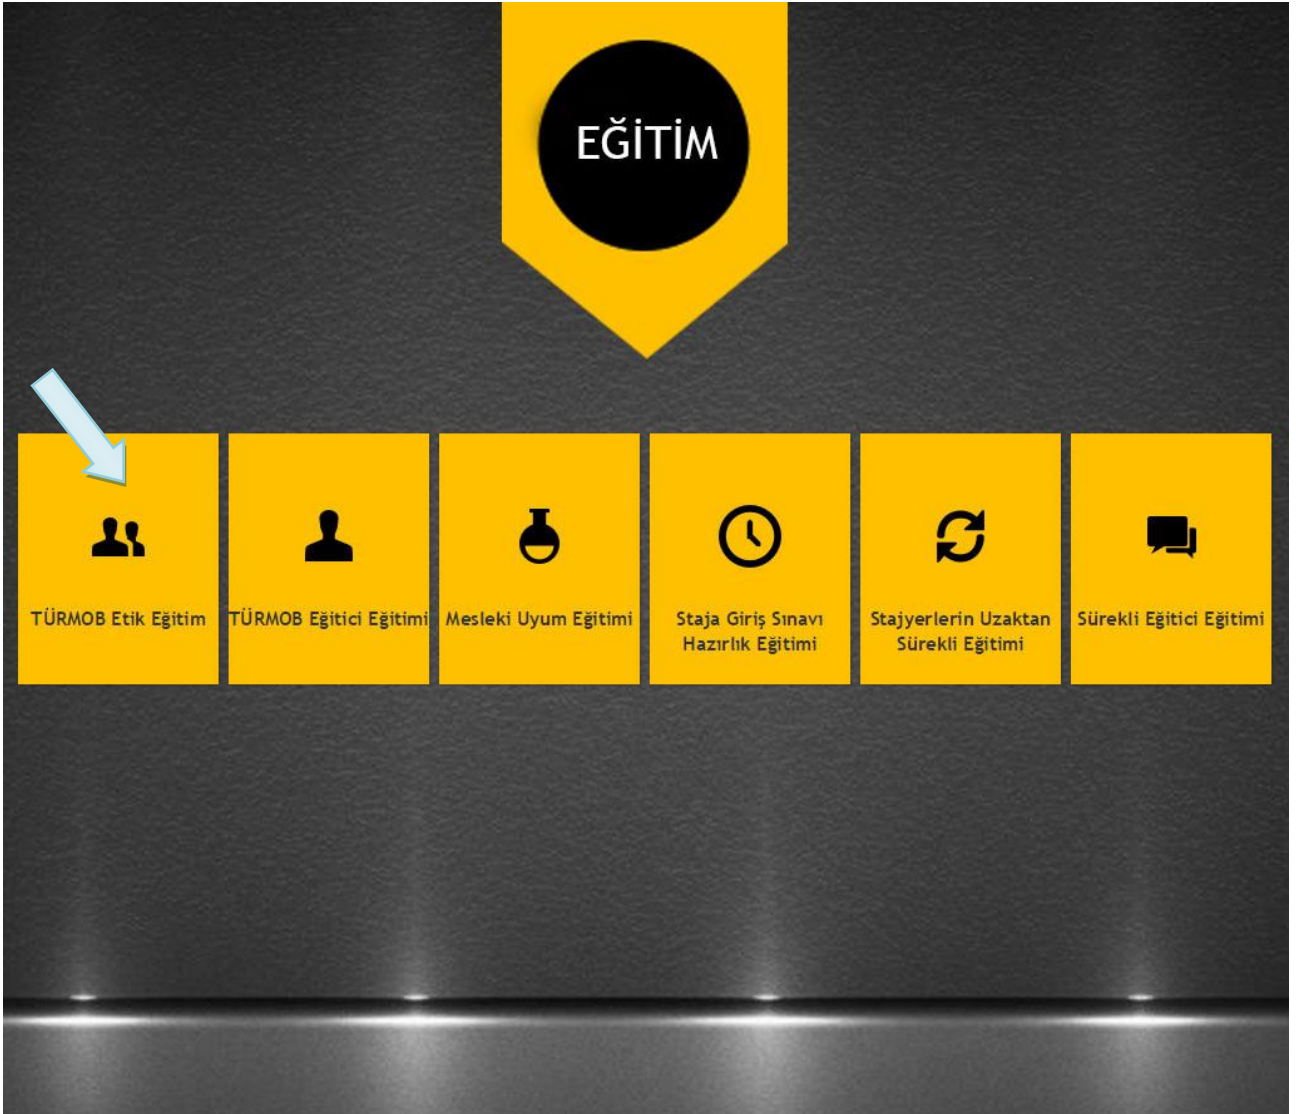 EĞİTİM
TÜRMOB Etik Eğitim
TÜRMOB Eğitici Eğitimi
Mesleki Uyum Eğitimi
Staja Giriş Sınavı
Hazırlık Eğitimi
Stajyerlerin Uzaktan
Sürekli Eğitimi
Sürekli Eğitici Eğitimi